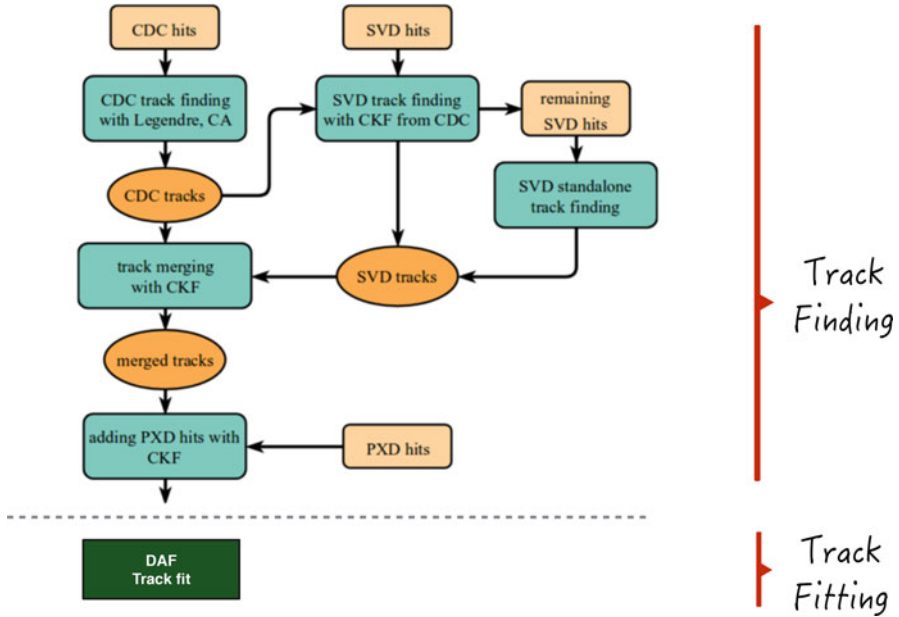 CDC hits
SVD hits
CDC track finding
with Legendre, CA
SVD track finding
with CKF from CDC
remaining
SVD hits
CDC tracks
SVD standalone
track finding
track merging
with CKF
SVD tracks
merged tracks
adding PXD hits with
CKF
PXD hits
Track
Finding
DAF
Track fit
Track
Fitting